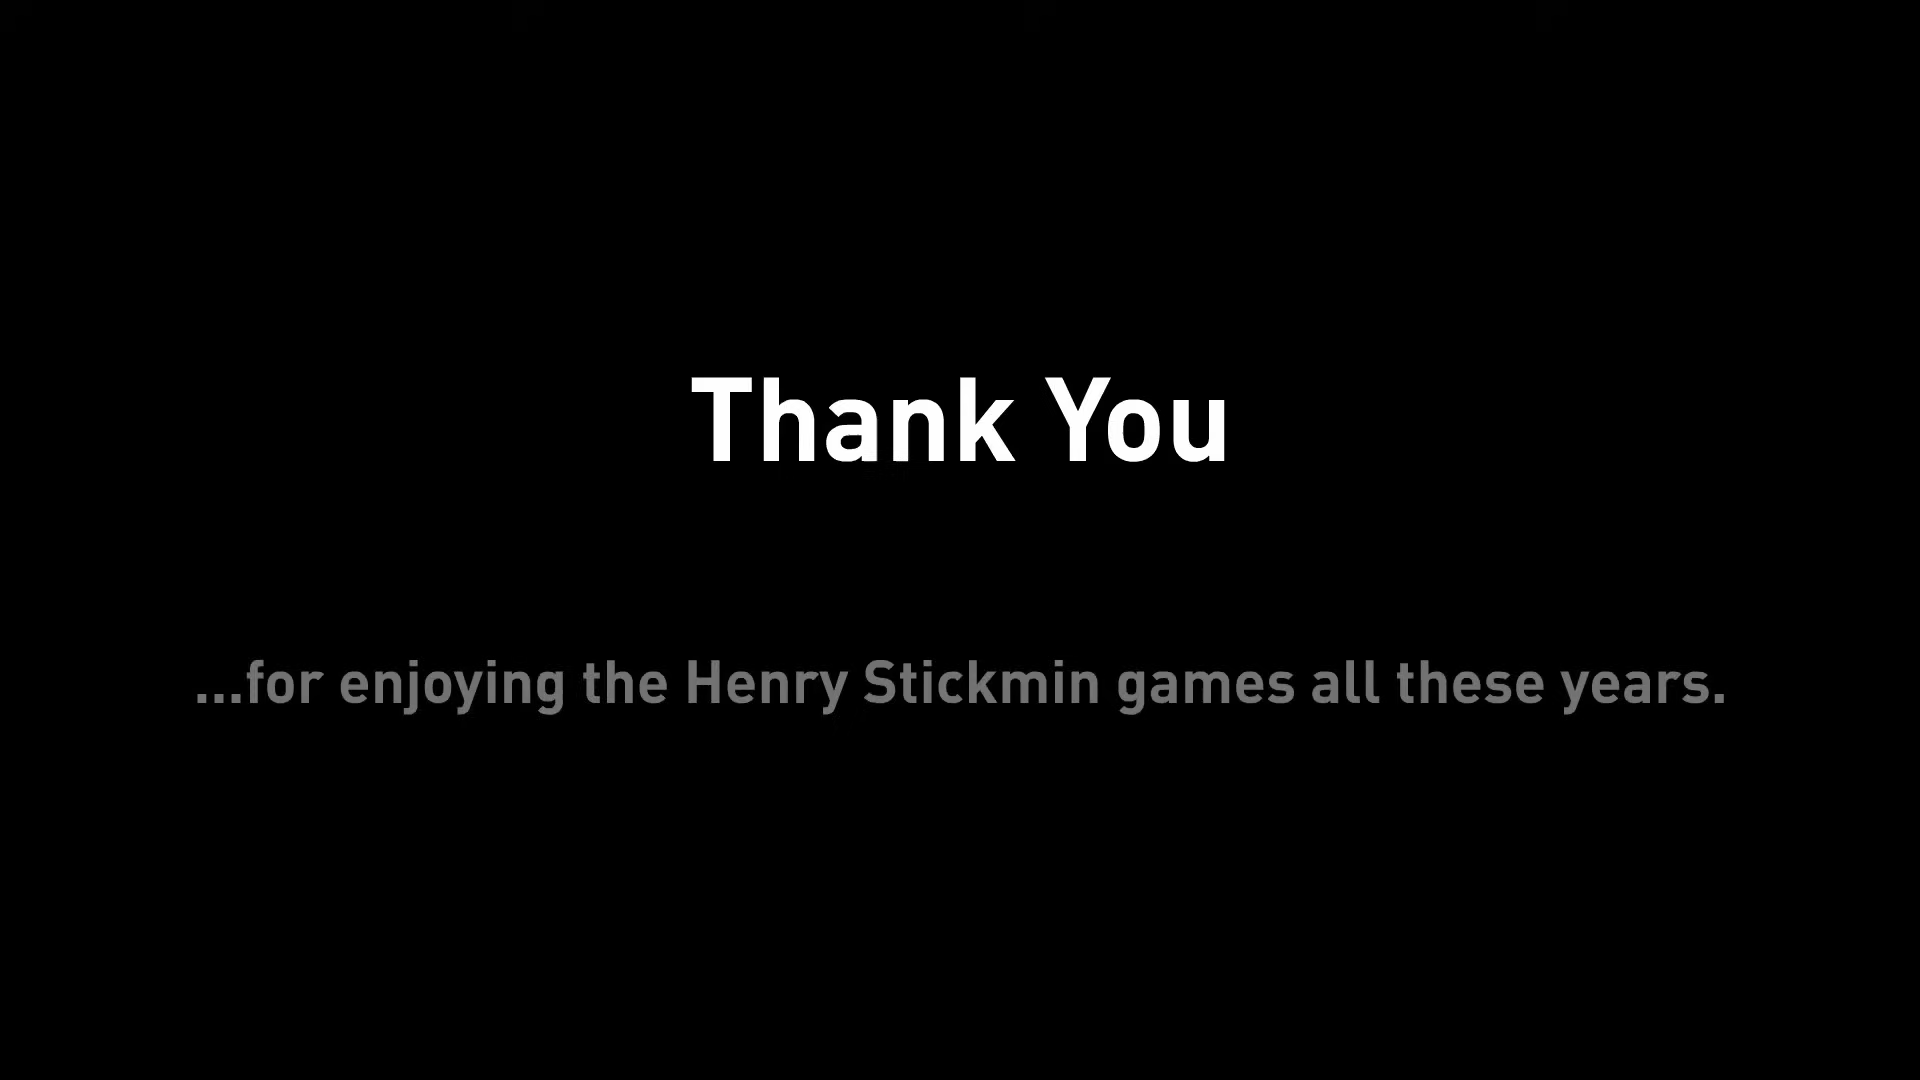 Thank You
...for enjoying the Henry Stickmin games all these years.